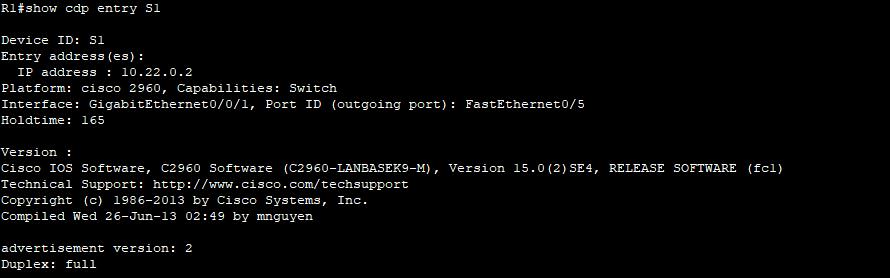 R1#show cdp entry S1
Device ID: S1
Entry address(es):
IP address : 10.22.0.2
Platform: cisco 2960, Capabilities: Switch
Interface: GigabitEthernet0/0/1, Port ID (outgoing port): FastEthernet0/5
Holdtime: 165
Version :
Cisco IOS Software, C2960 Software (C2960-LANBASEK9-M), Version 15.0(2)SE4, RELEASE SOFTWARE (fc1)
Technical Support: http://www.cisco.com/techsupport
Copyright (c) 1986-2013 by Cisco Systems, Inc.
Compiled Wed 26-Jun-13 02:49 by mnguyen
advertisement version: 2
Duplex: full